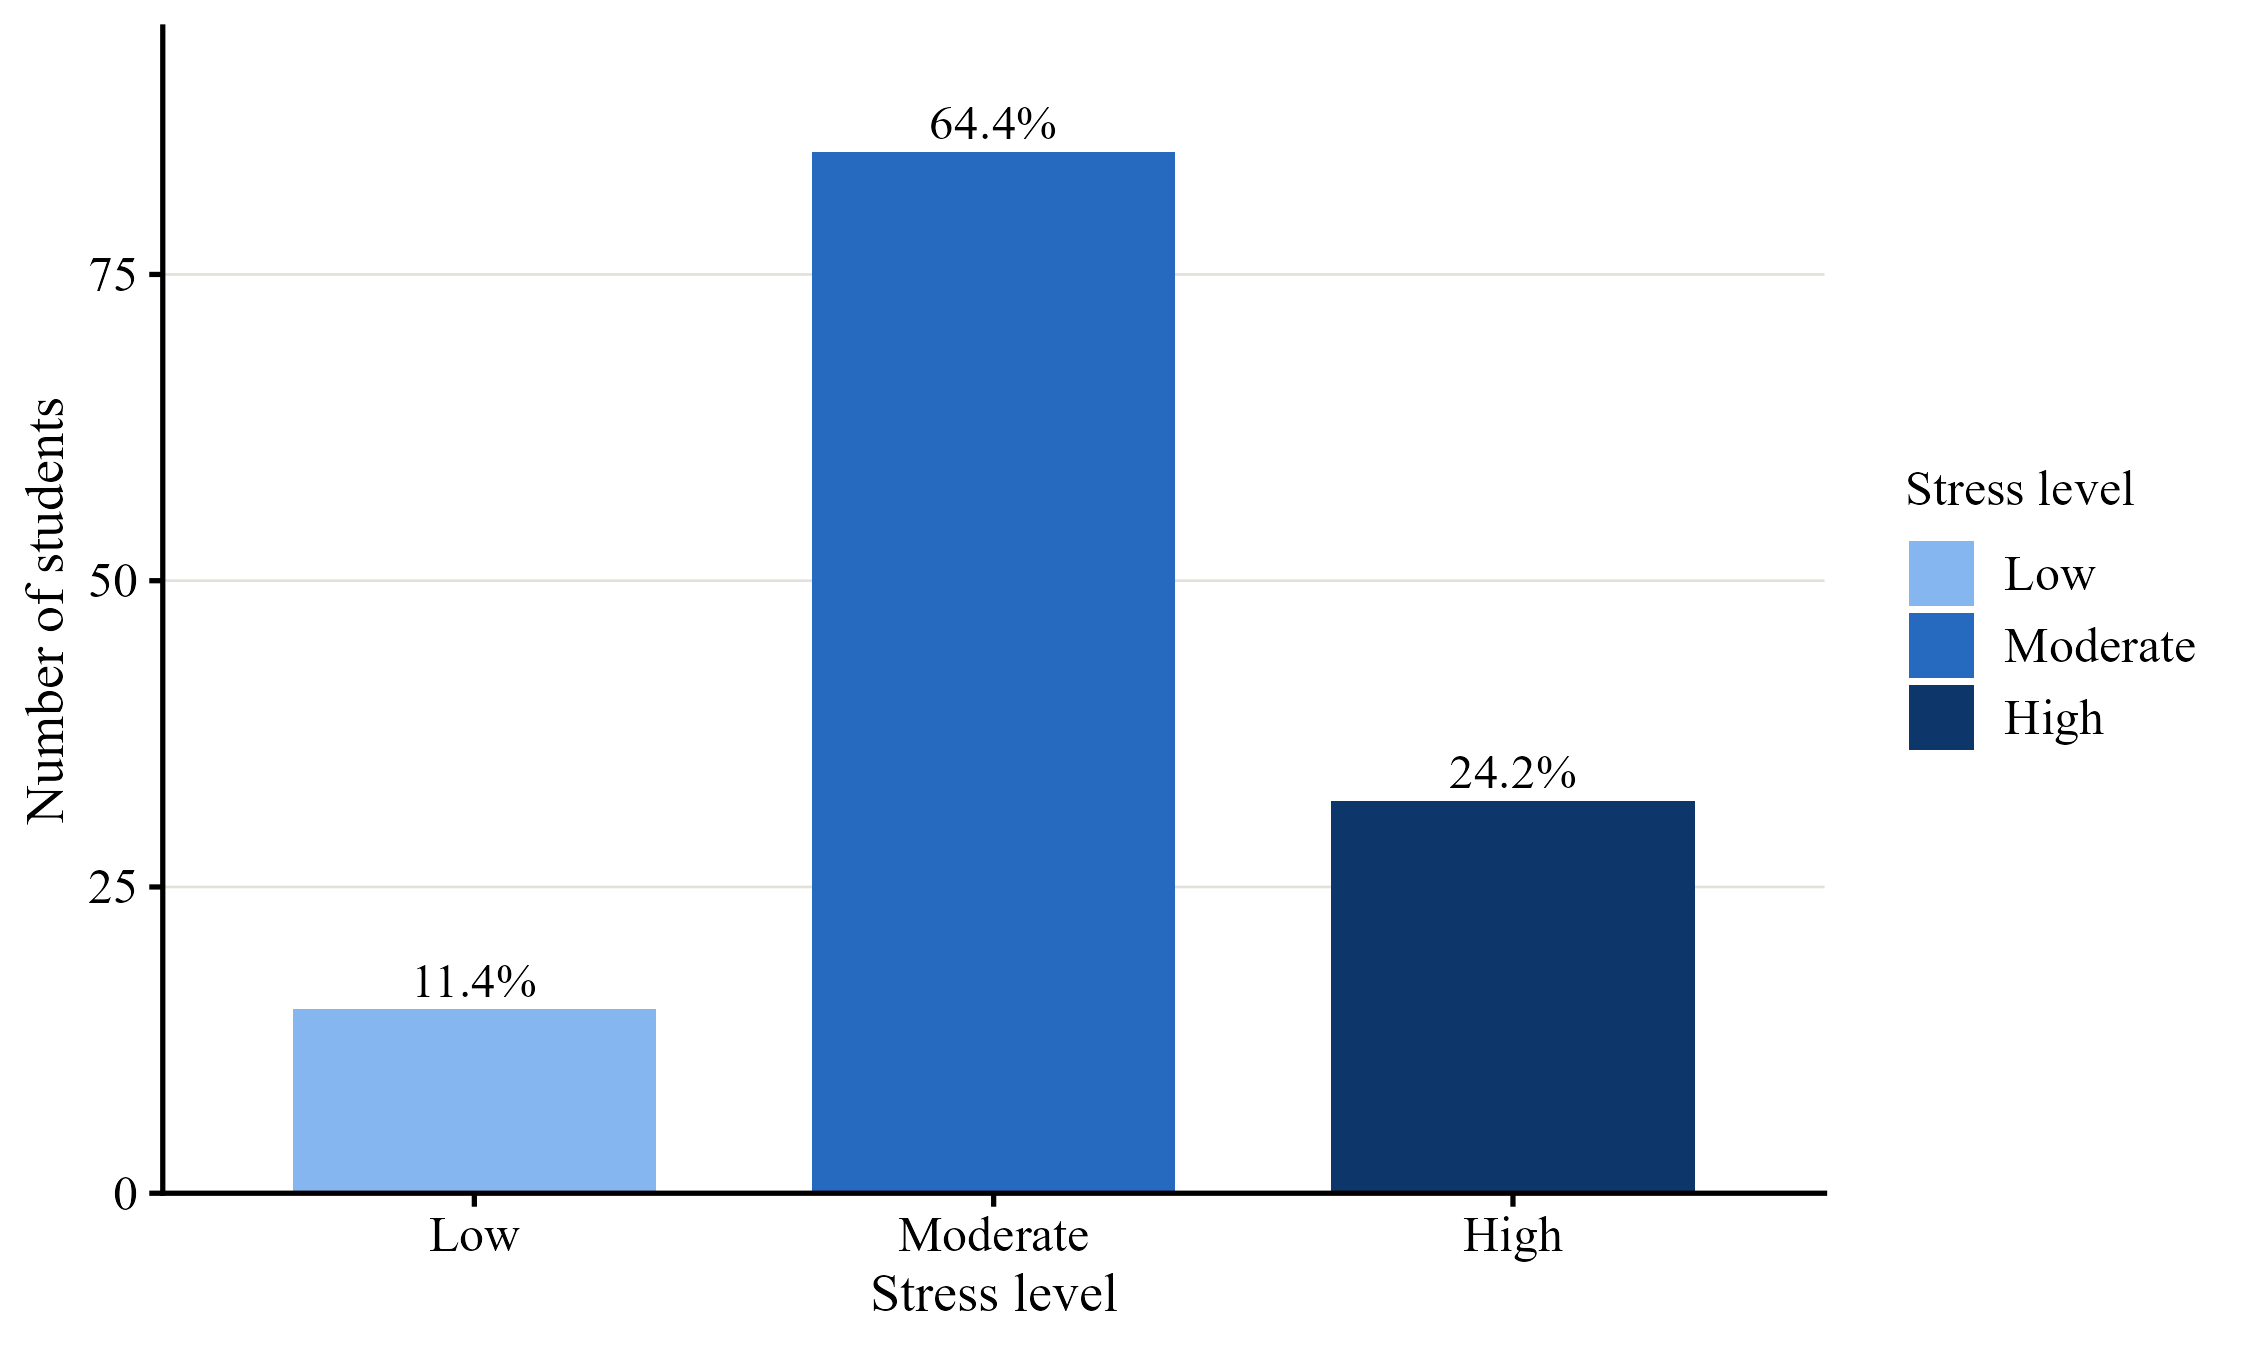 64.4%
75
50
25
0
Number of students
11.4%
24.2%
Low
Moderate
High
Stress level
Stress level
Low
Moderate
High